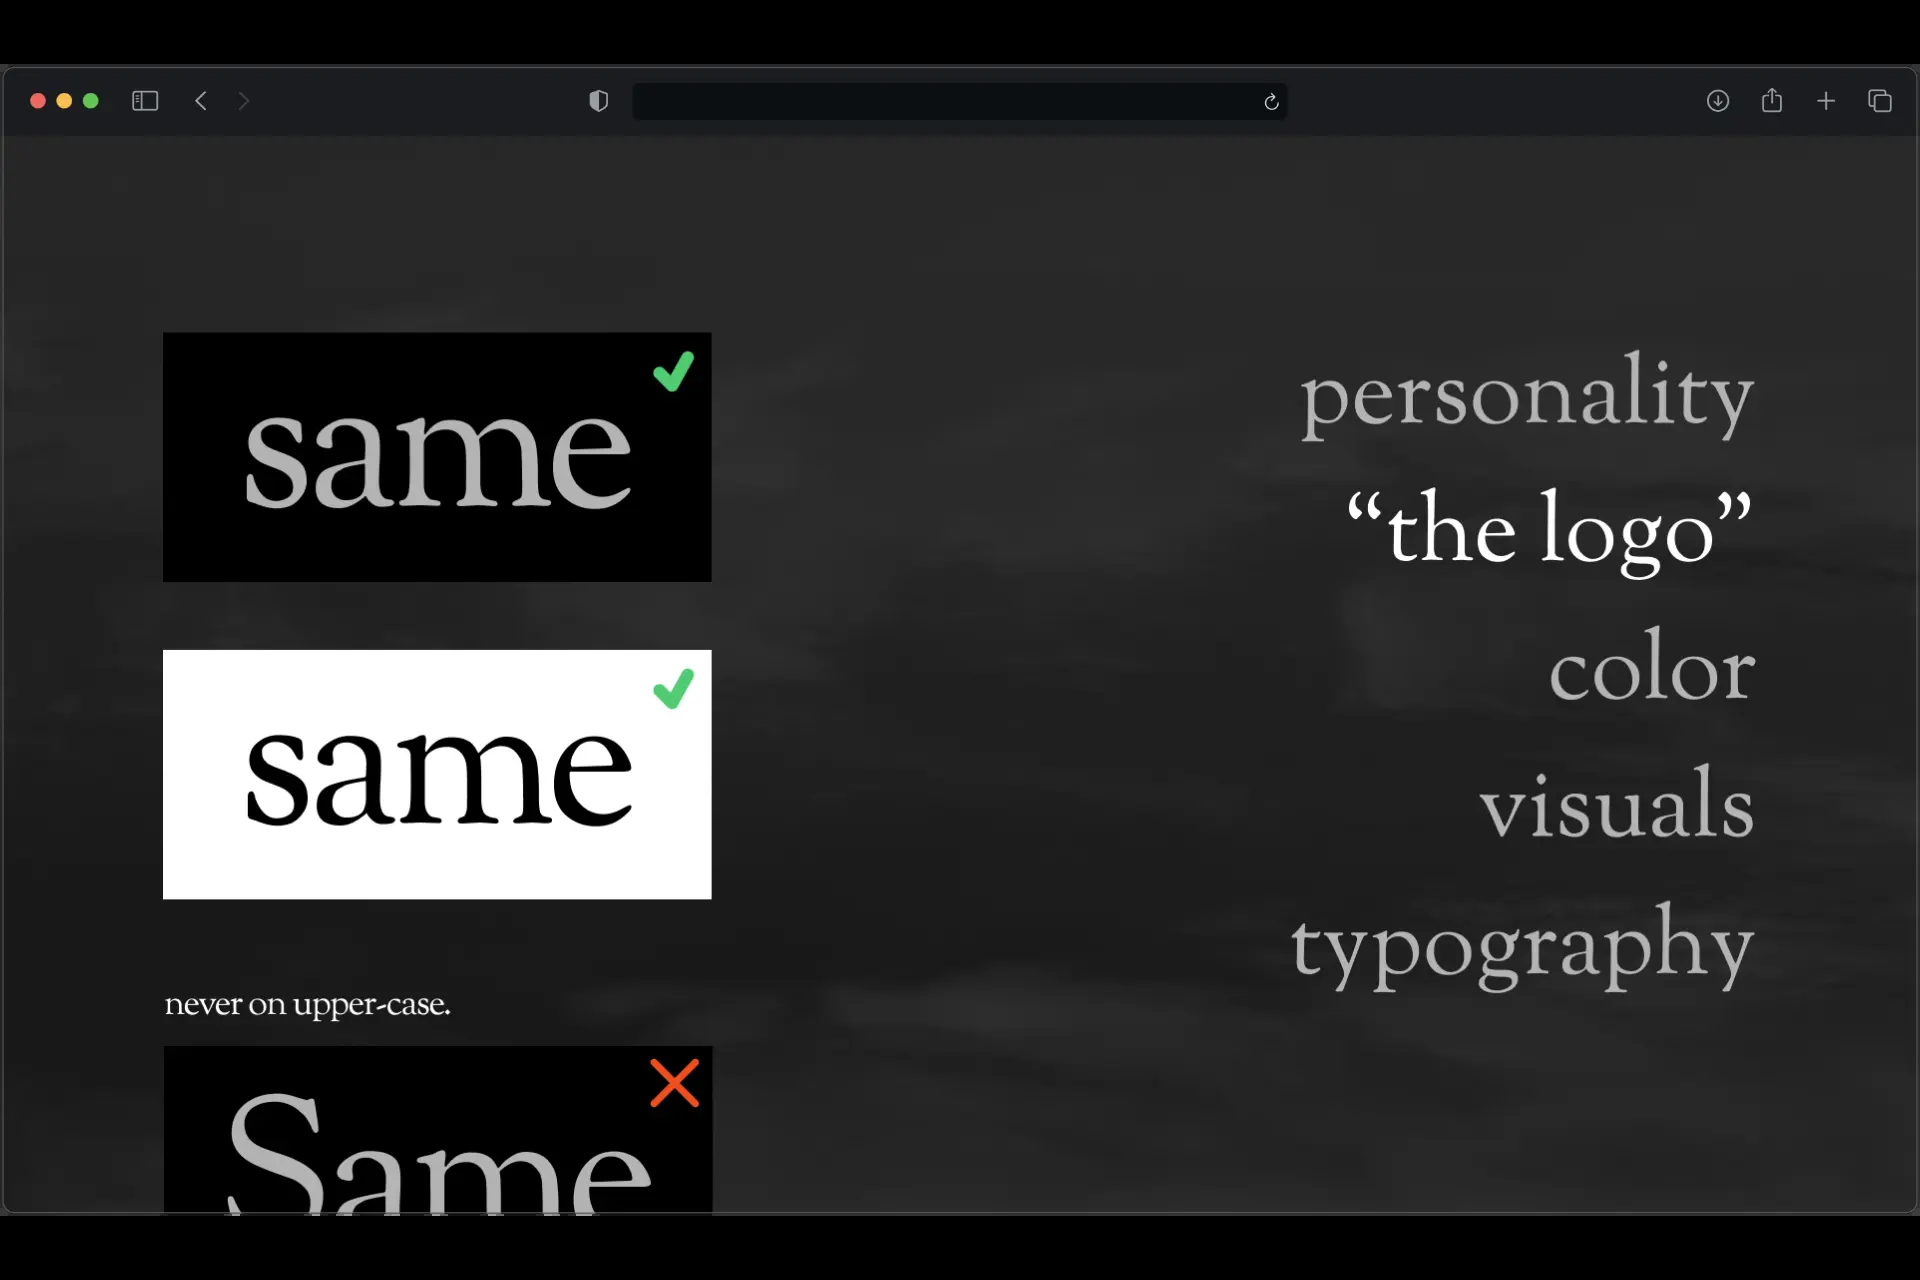 same
same
never on upper-case.
Same
personality
“the logo”
color
visuals
typography